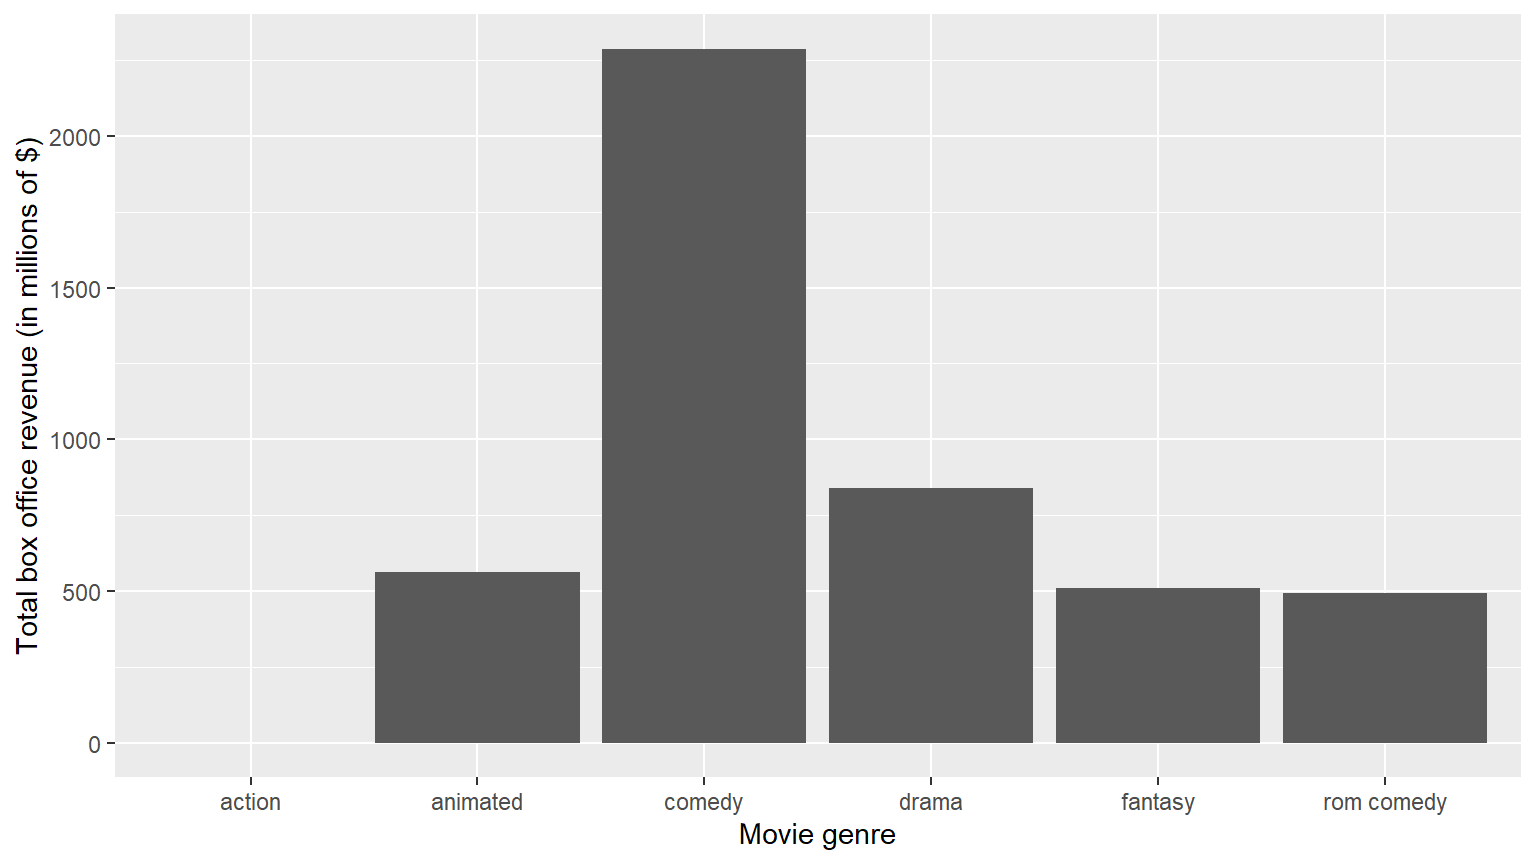 Total box office revenue (in millions of $)
2000
1500
1000
500
0
action animated comedy drama fantasy rom comedy
Movie genre